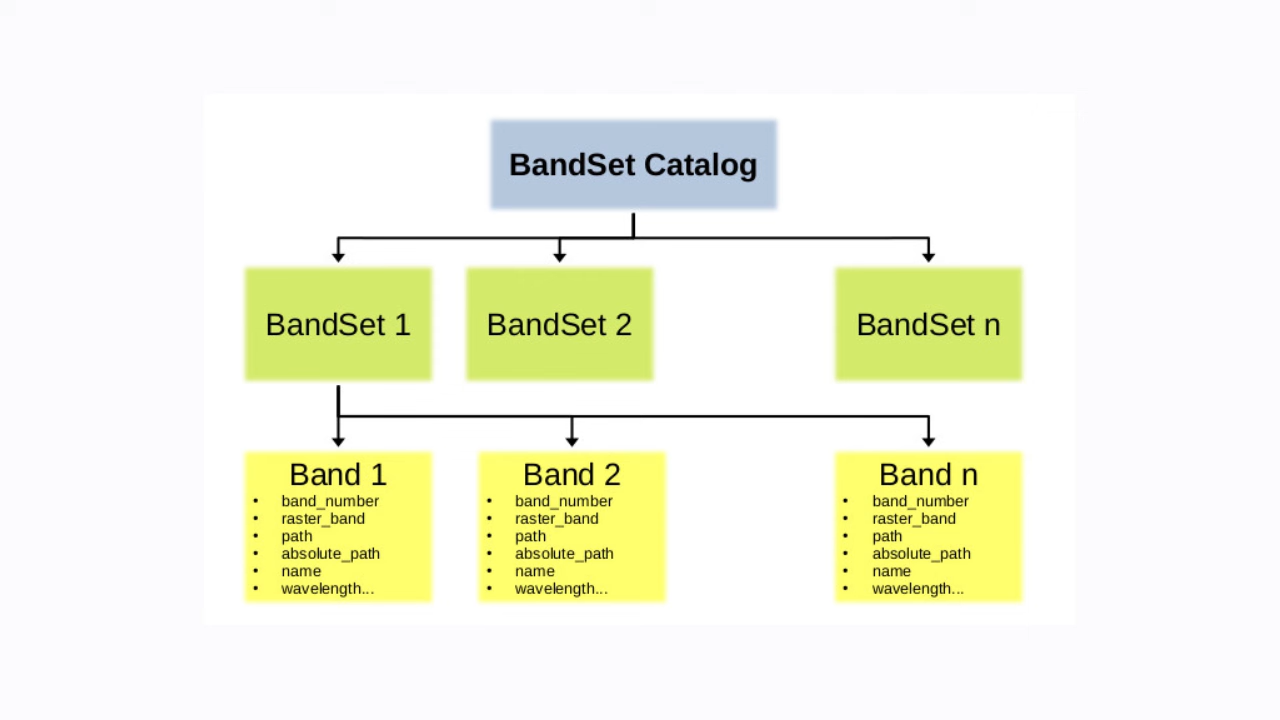 BandSet Catalog
BandSet 1
BandSet 2
BandSet n
Band 1
• band_number
• raster_band
• path
• absolute_path
• name
• wavelength...
Band 2
• band_number
• raster_band
• path
• absolute_path
• name
• wavelength...
Band n
• band_number
• raster_band
• path
• absolute_path
• name
• wavelength...